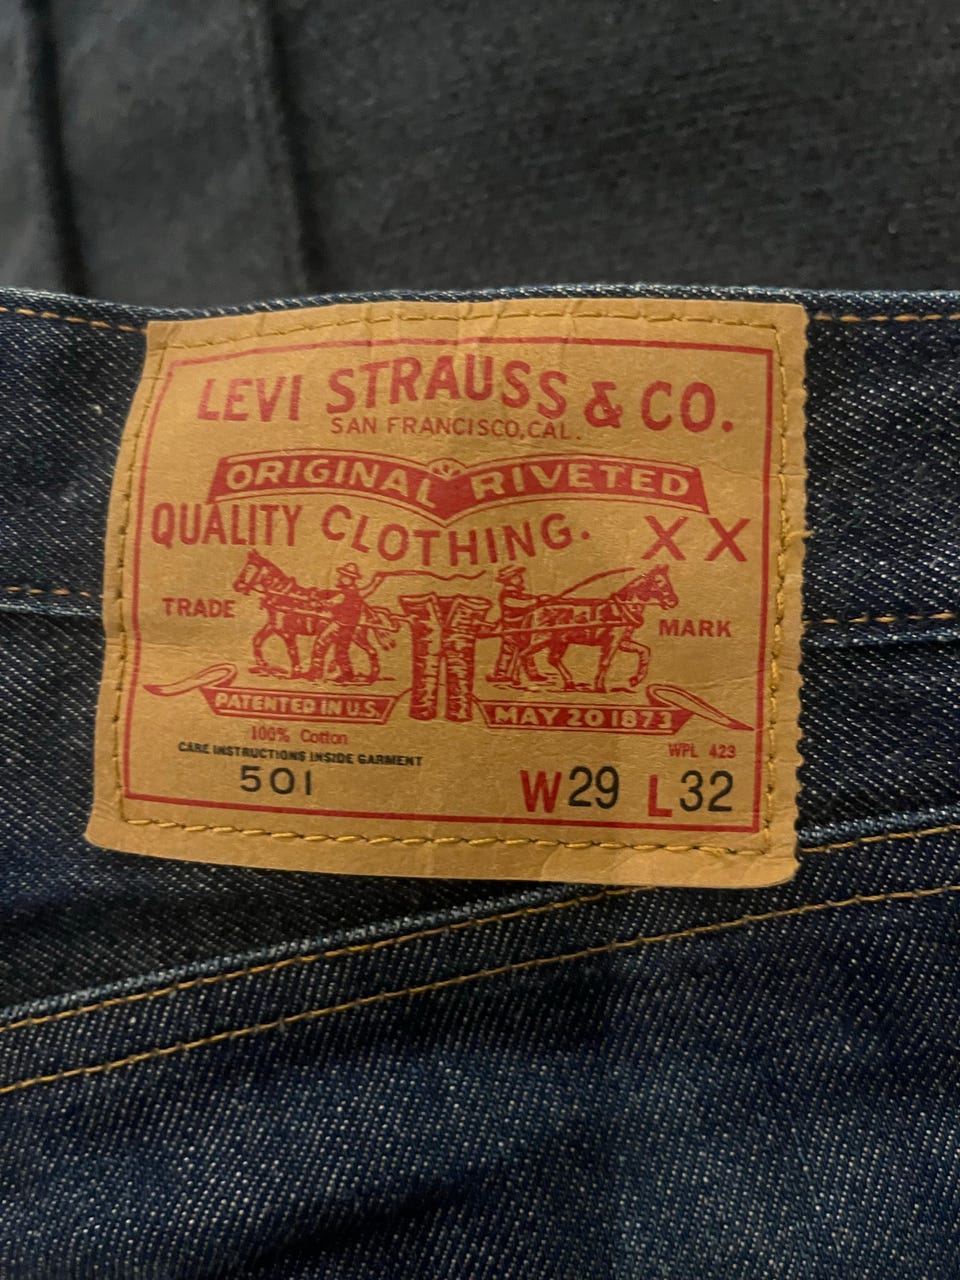 LEVI STRAUSS & CO.
SAN FRANCISCO, CAL.
ORIGINAL RIVETED
QUALITY CLOTHING. XX
TRADE MARK
PATENTED IN U.S. MAY 20 1873
100% Cotton WPL 423
CARE INSTRUCTIONS INSIDE GARMENT
501 W29 L32